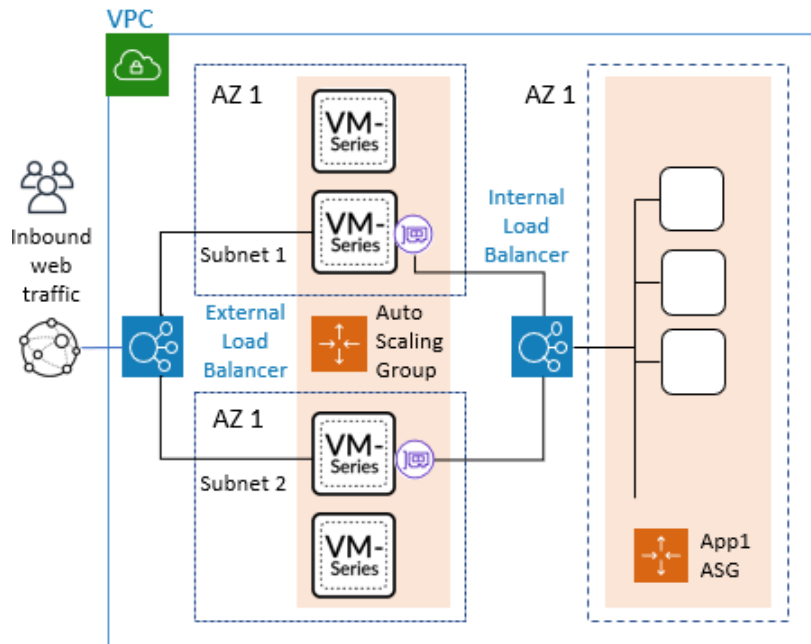 VPC
AZ 1
VM-
Series
VM-
Series
Subnet 1
Inbound
web
traffic
External
Load
Balancer
Auto
Scaling
Group
AZ 1
VM-
Series
Subnet 2
VM-
Series
Internal
Load
Balancer
AZ 1
App1
ASG